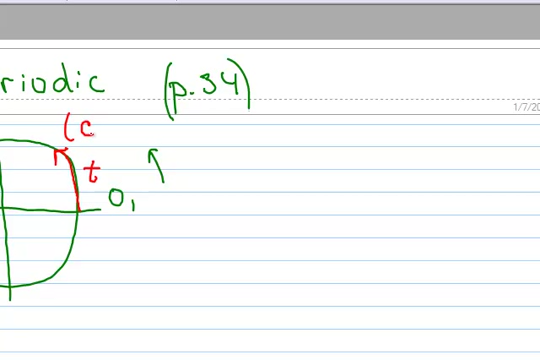 riodic (p.34)
1/7/20
(c
t
0,